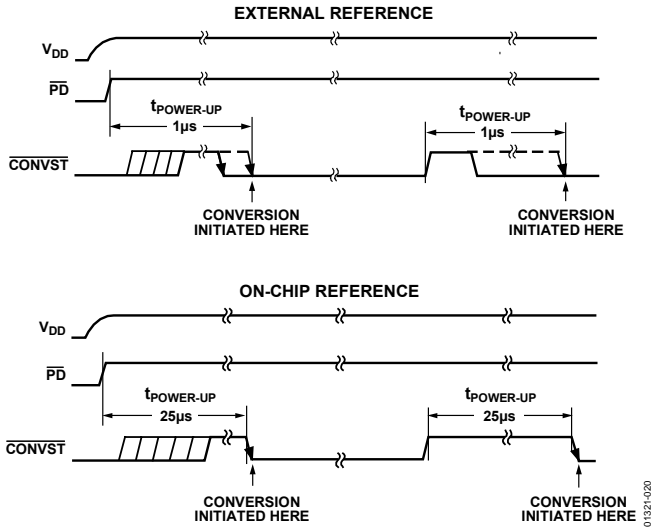 EXTERNAL REFERENCE
VDD
PD
tPOWER-UP
1µs
tPOWER-UP
1µs
CONVST
CONVERSION
INITIATED HERE
CONVERSION
INITIATED HERE
ON-CHIP REFERENCE
VDD
PD
tPOWER-UP
25µs
tPOWER-UP
25µs
CONVST
CONVERSION
INITIATED HERE
CONVERSION
INITIATED HERE
01321-020